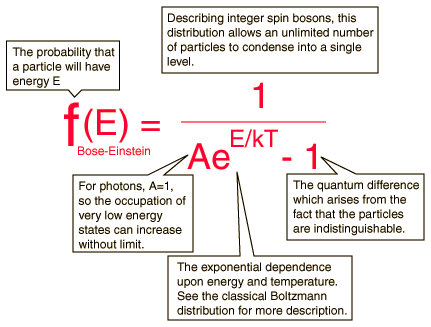 Describing integer spin bosons, this
distribution allows an unlimited number
of particles to condense into a single
level.
The probability that
a particle will have
energy E
f(E) = 1
Bose-Einstein
Ae^E/kT - 1
For photons, A=1,
so the occupation of
very low energy
states can increase
without limit.
The quantum difference
which arises from the
fact that the particles
are indistinguishable.
The exponential dependence
upon energy and temperature.
See the classical Boltzmann
distribution for more description.